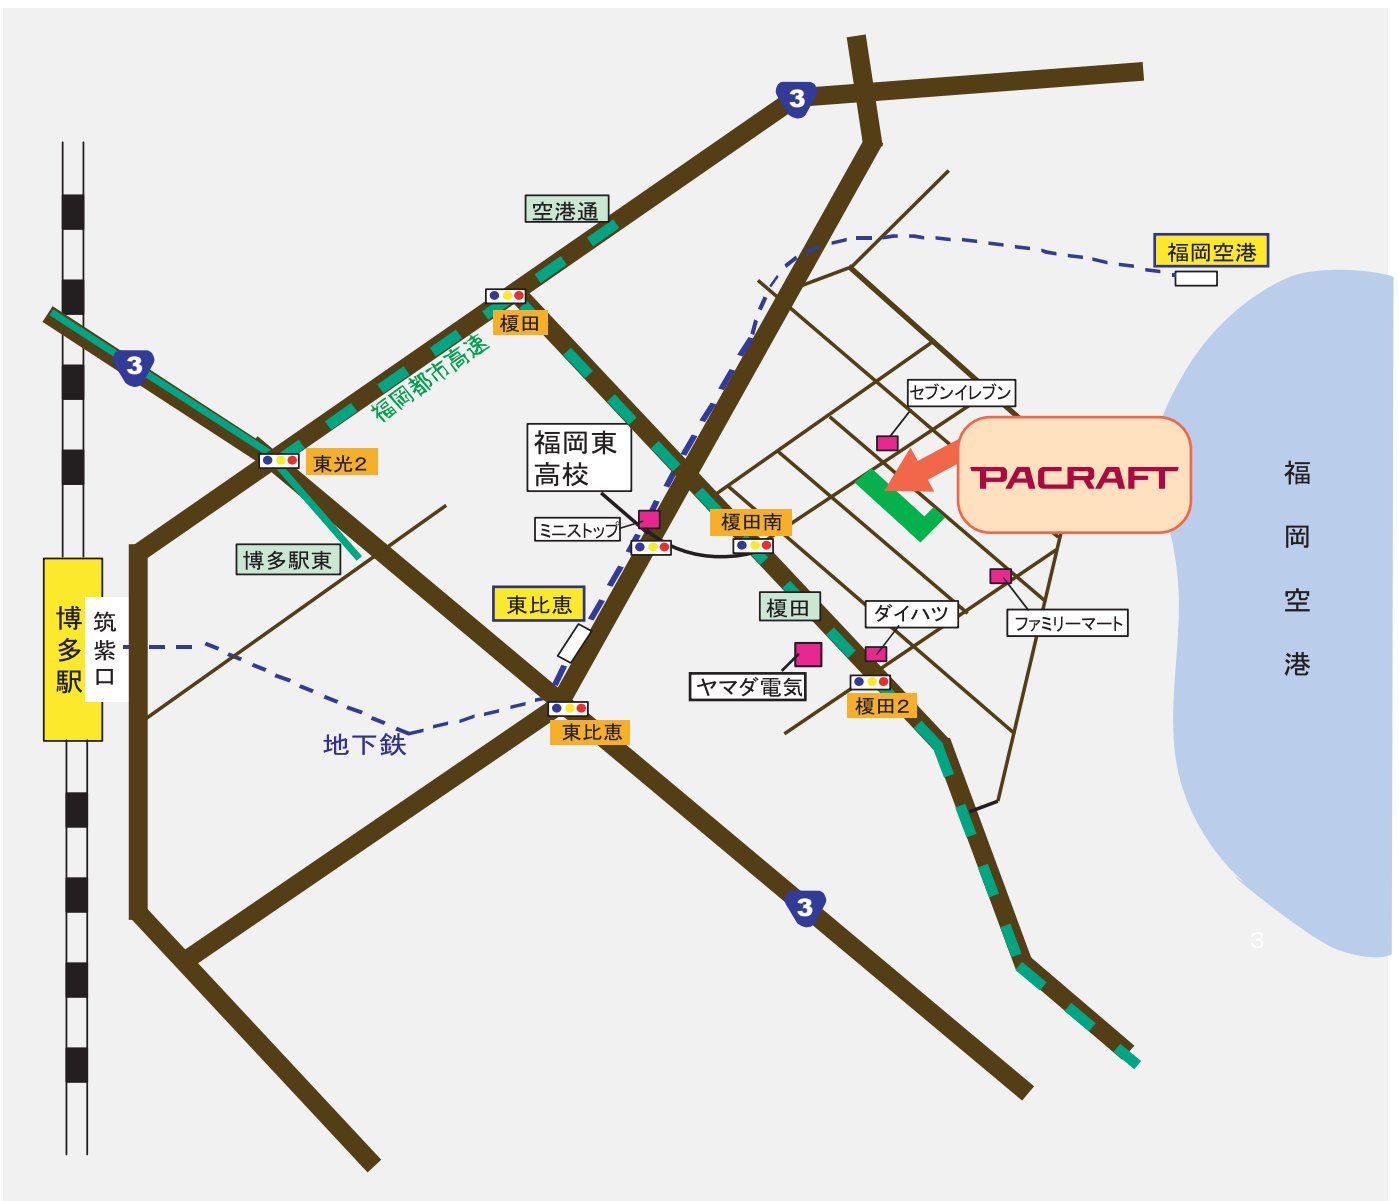 3
空港通
福岡空港
榎田
福岡都市高速
3
セブンイレブン
福岡東
高校
東光2
PACRAFT
福岡空港
ミニストップ
榎田南
博多駅東
東比恵
榎田
ダイハツ
ファミリーマート
博多駅
筑紫口
ヤマダ電気
榎田2
地下鉄
東比恵
3
3